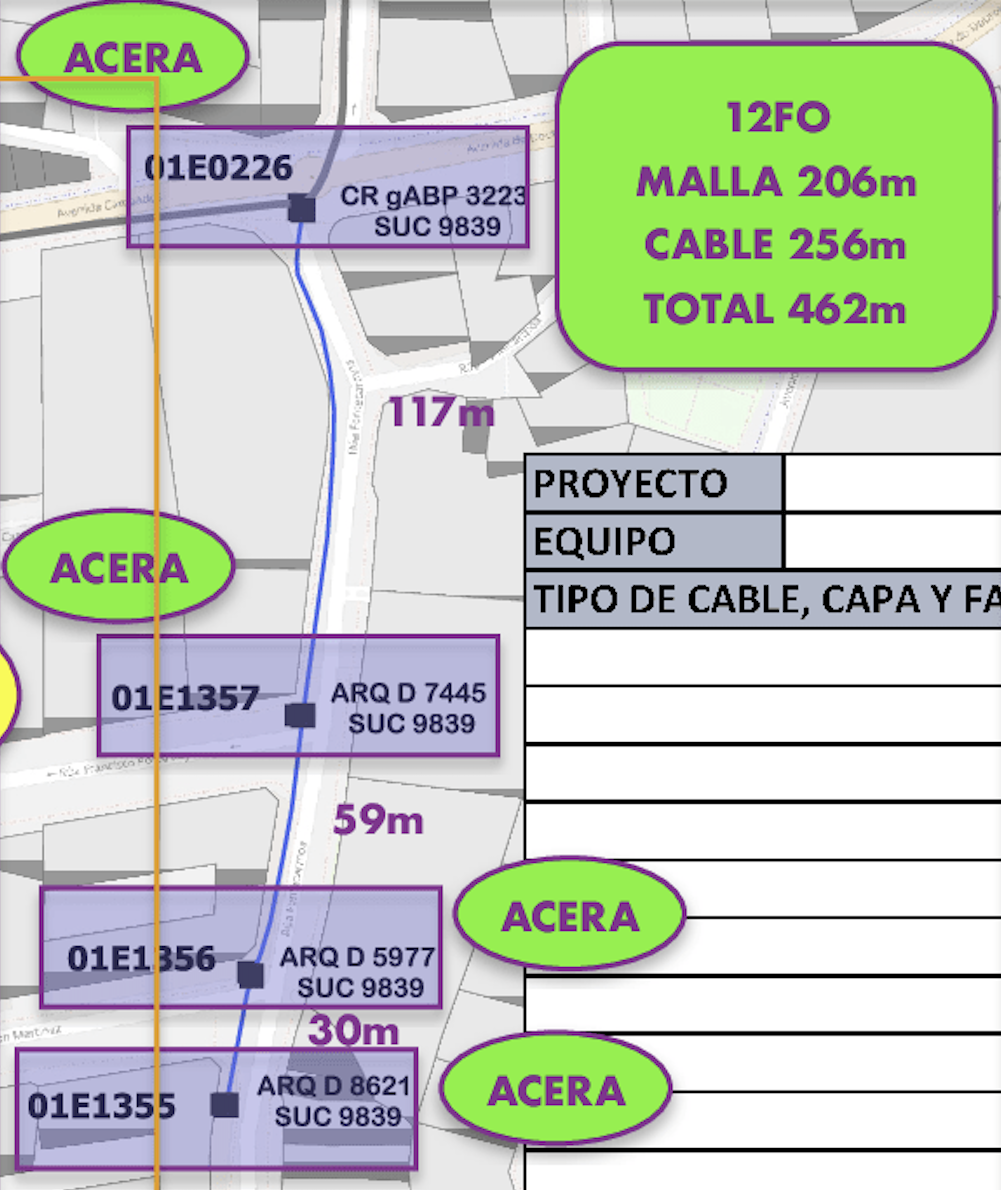 ACERA
12FO
MALLA 206m
CABLE 256m
TOTAL 462m
01E0226
CR gABP 3223
SUC 9839
117m
PROYECTO
EQUIPO
TIPO DE CABLE, CAPA Y FA
ACERA
01E1357
ARQ D 7445
SUC 9839
59m
01E1356
ARQ D 5977
SUC 9839
ACERA
30m
01E1355
ARQ D 8621
SUC 9839
ACERA